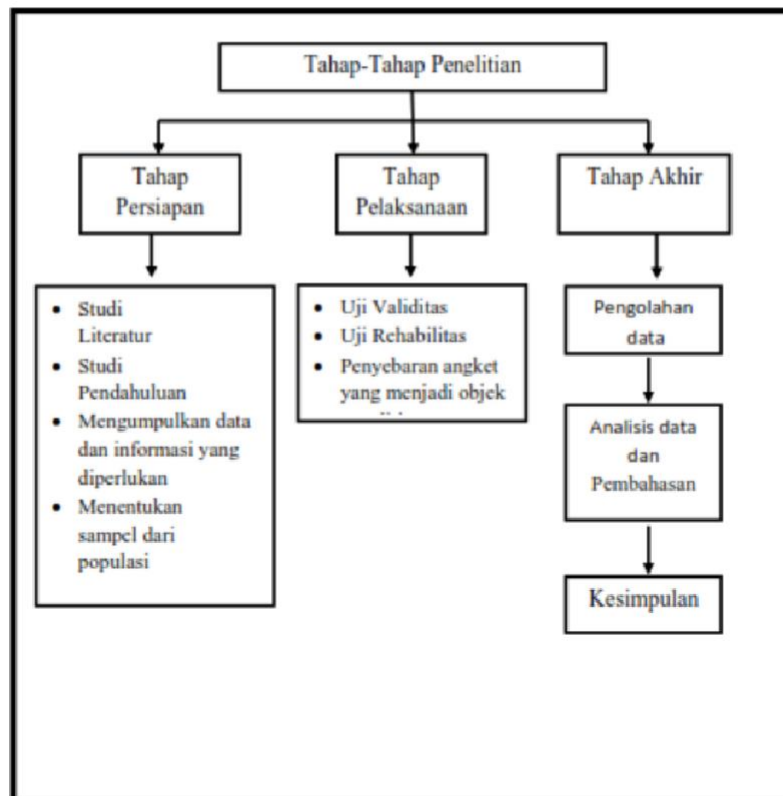 Tahap-Tahap Penelitian
Tahap
Persiapan
Tahap
Pelaksanaan
Tahap Akhir
• Studi
Literatur
• Studi
Pendahuluan
• Mengumpulkan data
dan informasi yang
diperlukan
• Menentukan
sampel dari
populasi
• Uji Validitas
• Uji Rehabilitas
• Penyebaran angket
yang menjadi objek
Pengolahan
data
Analisis data
dan
Pembahasan
Kesimpulan